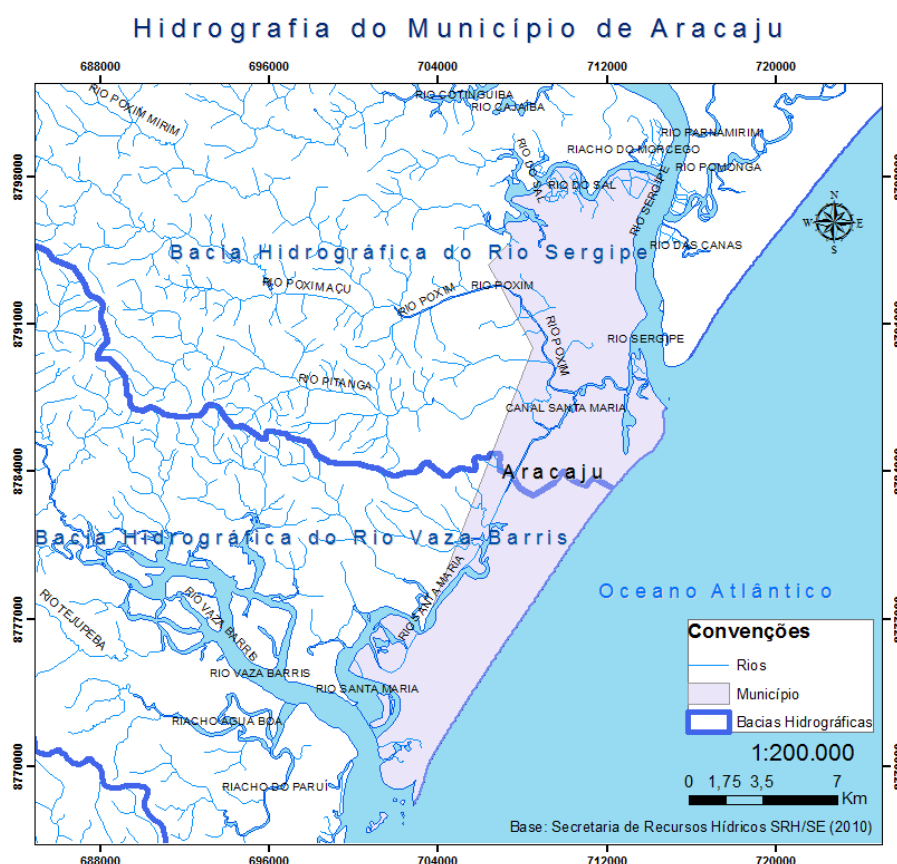 Hidrografia do Município de Aracaju
688000 696000 704000 712000 720000
RIO COTINGUIBA
RIO POXIM MIRIM
RIO CAJAIBA
RIO PARNAMIRIM
RIACHO DO MORCEGO
RIO POMONGA
8798000
RIO DO SAL
RIO DO SAL
RIO SERGIPE
N
W E
S
RIO DAS CANAS
Bacia Hidrográfica do Rio Sergipe
RIO POXIMAÇU
RIO POXIM
RIO POXIM
8791000
RIO POXIM
RIO SERGIPE
RIO PITANGA
CANAL SANTA MARIA
8784000
Aracaju
Bacia Hidrográfica do Rio Vaza Barris
RIO SANTA MARIA
Oceano Atlântico
RIO TEJUPEBA
RIO VAZA BARRIS
8777000
RIO VAZA BARRIS
RIO SANTA MARIA
RIACHO AGUA BOA
RIACHO DO PARUÍ
8770000
Convenções
Rios
Município
Bacias Hidrográficas
1:200.000
0 1,75 3,5 7
Km
Base: Secretaria de Recursos Hídricos SRH/SE (2010)
688000 696000 704000 712000 720000